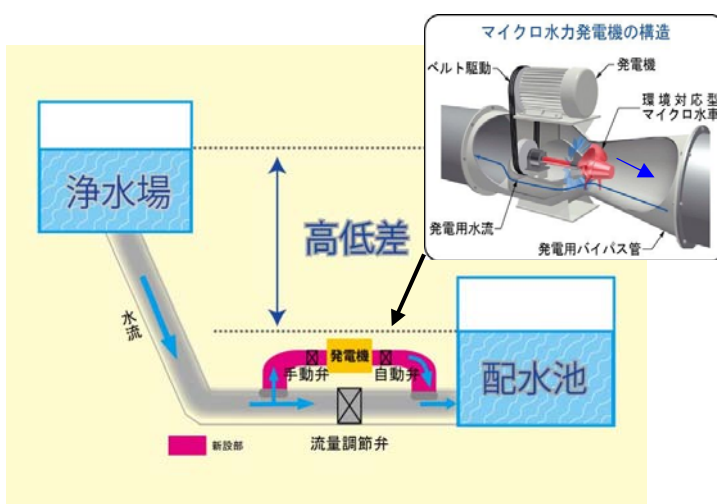 マイクロ水力発電機の構造
ベルト駆動
発電機
環境対応型
マイクロ水車
発電用水流
発電用バイパス管
浄水場
高低差
水流
発電機
手動弁
自動弁
配水池
流量調節弁
新設部